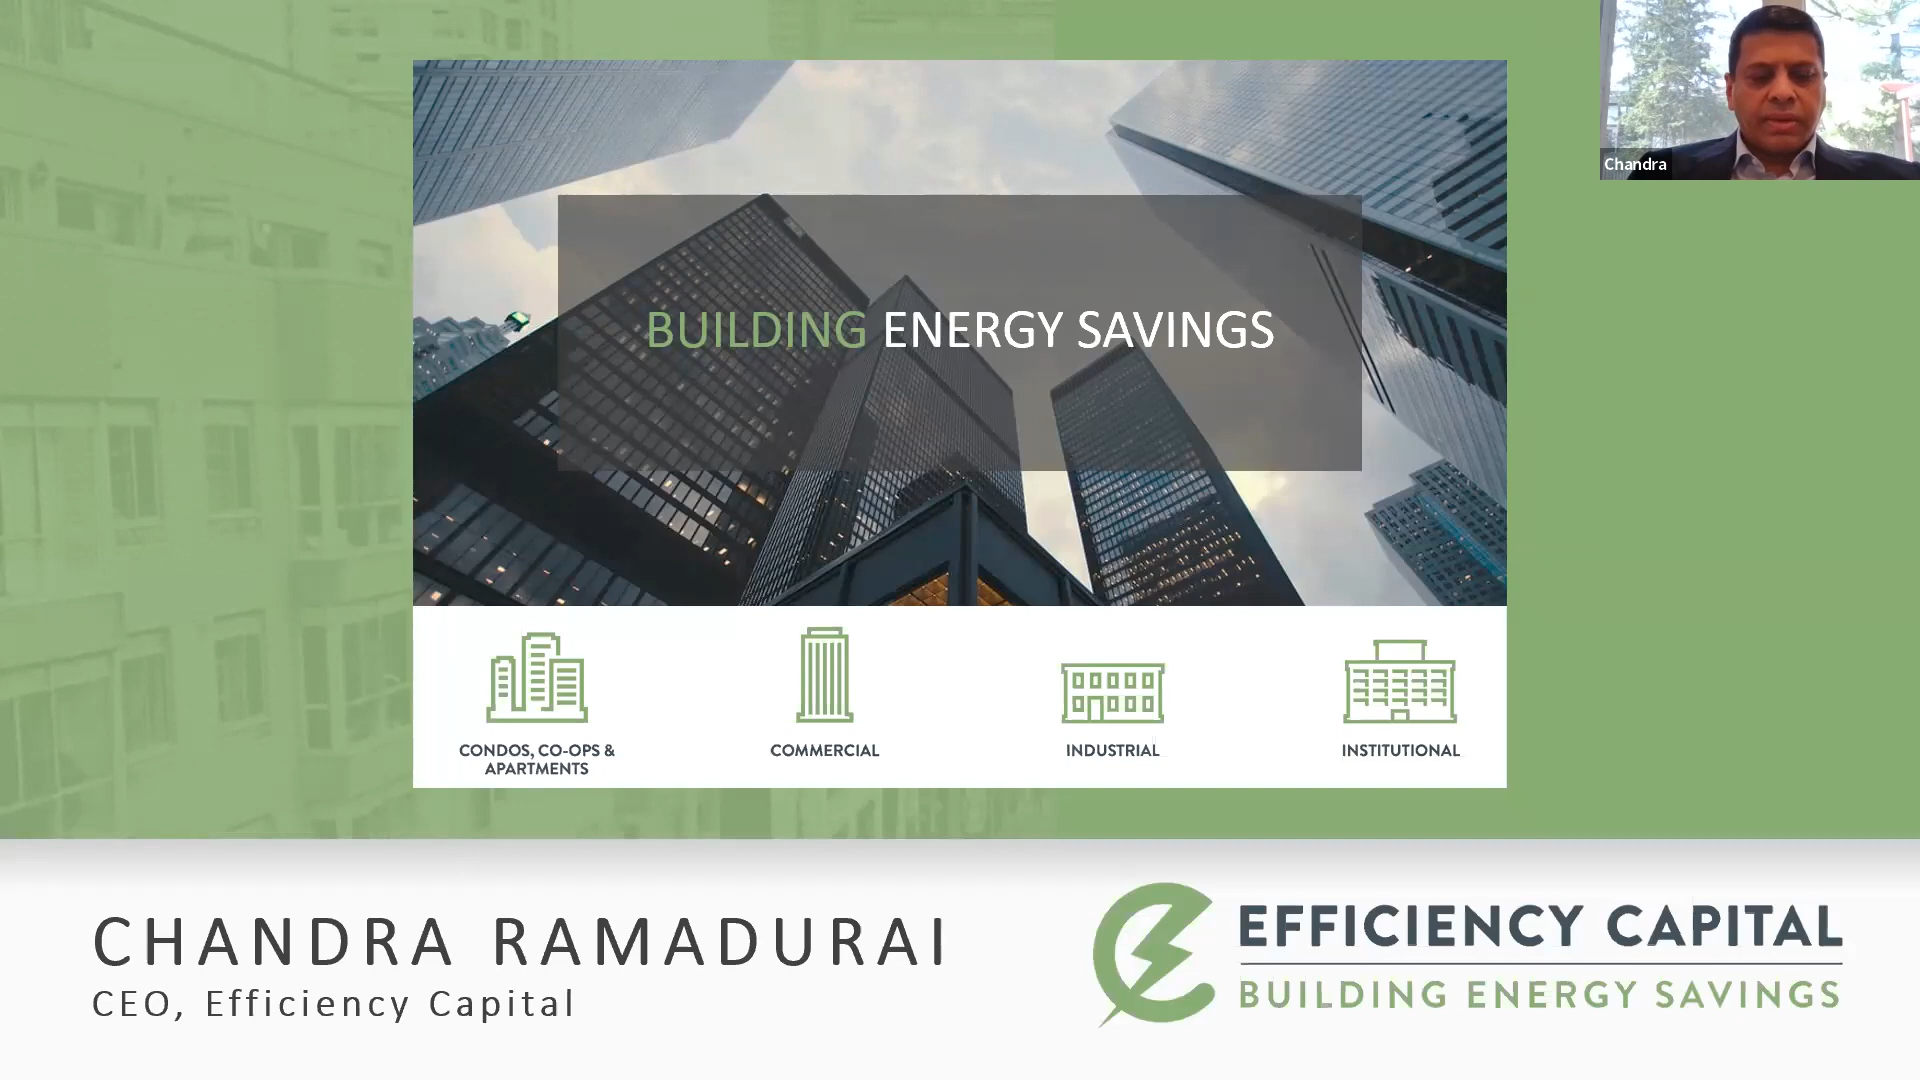 Chandra
BUILDING ENERGY SAVINGS
CONDOS, CO-OPS &
APARTMENTS
COMMERCIAL
INDUSTRIAL
INSTITUTIONAL
CHANDRA RAMADURAI
CEO, Efficiency Capital
EFFICIENCY CAPITAL
BUILDING ENERGY SAVINGS